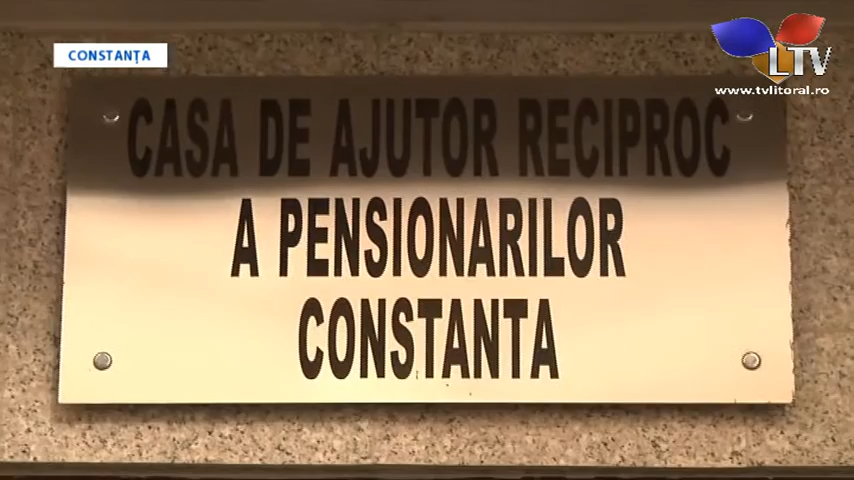 CONSTANȚA
LTV
www.tvlitoral.ro
CASA DE AJUTOR RECIPROC
A PENSIONARILOR
CONSTANTA